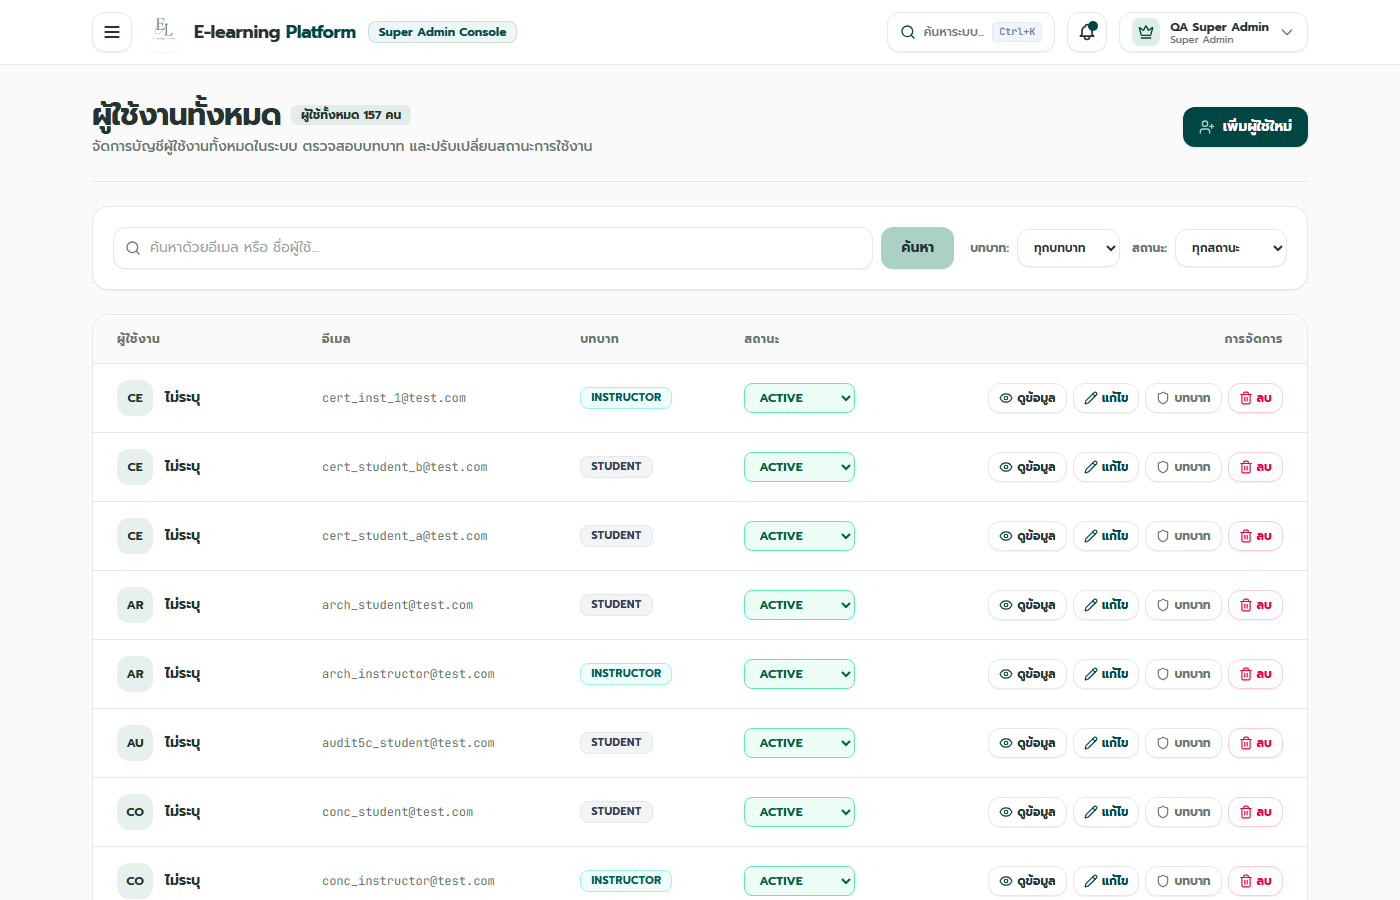 EL
E-learning Platform
Super Admin Console
ค้นหาระบบ...
Ctrl+K
QA Super Admin
Super Admin
ผู้ใช้งานทั้งหมด
ผู้ใช้ทั้งหมด 157 คน
จัดการบัญชีผู้ใช้งานทั้งหมดในระบบ ตรวจสอบบทบาท และปรับเปลี่ยนสถานะการใช้งาน
เพิ่มผู้ใช้ใหม่
ค้นหาด้วยอีเมล หรือ ชื่อผู้ใช้...
ค้นหา
บทบาท:
ทุกบทบาท
สถานะ:
ทุกสถานะ
ผู้ใช้งาน อีเมล บทบาท สถานะ การจัดการ
CE ไม่ระบุ cert_inst_1@test.com INSTRUCTOR ACTIVE ดูข้อมูล แก้ไข บทบาท ลบ
CE ไม่ระบุ cert_student_b@test.com STUDENT ACTIVE ดูข้อมูล แก้ไข บทบาท ลบ
CE ไม่ระบุ cert_student_a@test.com STUDENT ACTIVE ดูข้อมูล แก้ไข บทบาท ลบ
AR ไม่ระบุ arch_student@test.com STUDENT ACTIVE ดูข้อมูล แก้ไข บทบาท ลบ
AR ไม่ระบุ arch_instructor@test.com INSTRUCTOR ACTIVE ดูข้อมูล แก้ไข บทบาท ลบ
AU ไม่ระบุ audit5c_student@test.com STUDENT ACTIVE ดูข้อมูล แก้ไข บทบาท ลบ
CO ไม่ระบุ conc_student@test.com STUDENT ACTIVE ดูข้อมูล แก้ไข บทบาท ลบ
CO ไม่ระบุ conc_instructor@test.com INSTRUCTOR ACTIVE ดูข้อมูล แก้ไข บทบาท ลบ